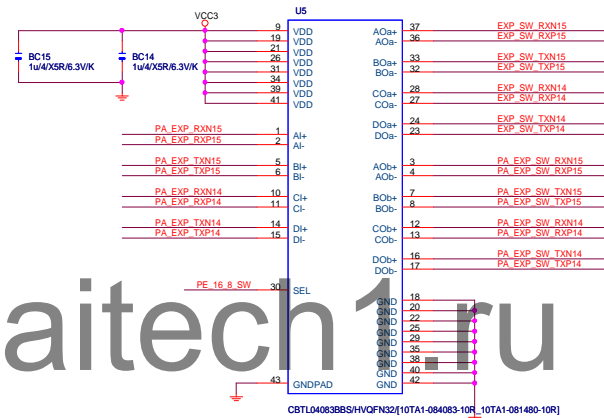 U5
VCC3
BC15
1u/4/X5R/6.3V/K
BC14
1u/4/X5R/6.3V/K
9 VDD
19 VDD
21 VDD
26 VDD
31 VDD
34 VDD
39 VDD
41 VDD
PA_EXP_RXN15 1 AI+
PA_EXP_RXP15 2 AI-
PA_EXP_TXN15 5 BI+
PA_EXP_TXP15 6 BI-
PA_EXP_RXN14 10 CI+
PA_EXP_RXP14 11 CI-
PA_EXP_TXN14 14 DI+
PA_EXP_TXP14 15 DI-
PE_16_8_SW 30 SEL
43 GNDPAD
AOa+ 37 EXP_SW_RXN15
AOa- 36 EXP_SW_RXP15
BOa+ 33 EXP_SW_TXN15
BOa- 32 EXP_SW_TXP15
COa+ 28 EXP_SW_RXN14
COa- 27 EXP_SW_RXP14
DOa+ 24 EXP_SW_TXN14
DOa- 23 EXP_SW_TXP14
AOb+ 3 PA_EXP_SW_RXN15
AOb- 4 PA_EXP_SW_RXP15
BOb+ 7 PA_EXP_SW_TXN15
BOb- 8 PA_EXP_SW_TXP15
COb+ 12 PA_EXP_SW_RXN14
COb- 13 PA_EXP_SW_RXP14
DOb+ 16 PA_EXP_SW_TXN14
DOb- 17 PA_EXP_SW_TXP14
GND 18
GND 20
GND 22
GND 25
GND 29
GND 35
GND 38
GND 40
GND 42
aitech1.ru
CBTL04083BBS/HVQFN32/[10TA1-084083-10R_10TA1-081480-10R]